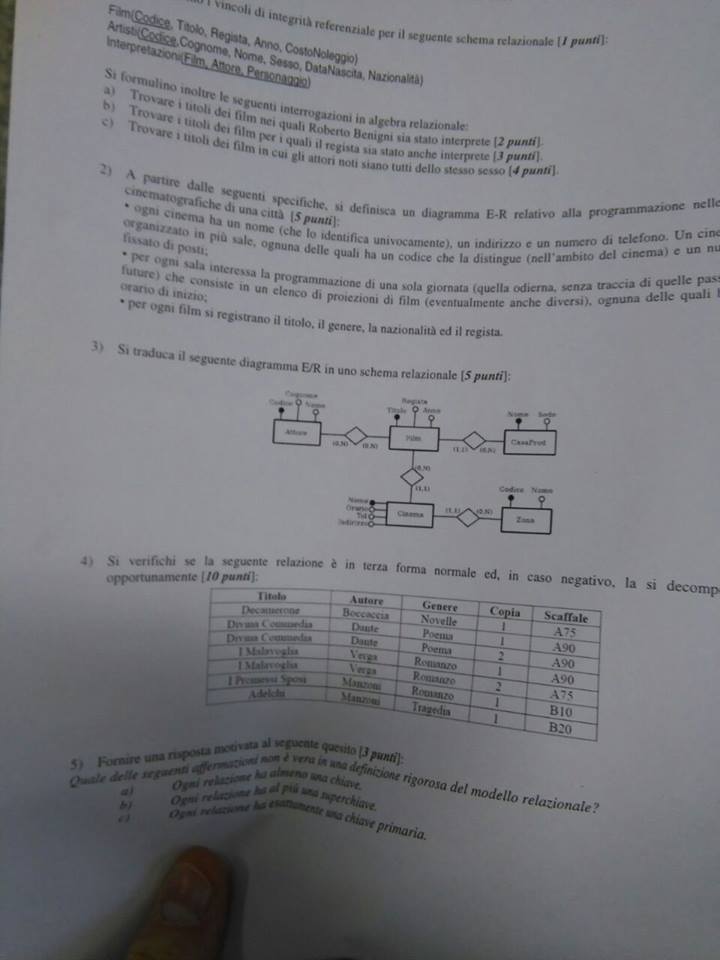 i vincoli di integrità referenziale per il seguente schema relazionale [1 punti]:
Film(Codice, Titolo, Regista, Anno, CostoNoleggio)
Artisti(Codice,Cognome, Nome, Sesso, DataNascita, Nazionalità)
Interpretazioni(Film, Attore, Personaggio)
Si formulino inoltre le seguenti interrogazioni in algebra relazionale:
a) Trovare i titoli dei film nei quali Roberto Benigni sia stato interprete [2 punti].
b) Trovare i titoli dei film per i quali il regista sia stato anche interprete [3 punti].
c) Trovare i titoli dei film in cui gli attori noti siano tutti dello stesso sesso [4 punti].
2) A partire dalle seguenti specifiche, si definisca un diagramma E-R relativo alla programmazione nelle
cinematografiche di una città [5 punti]:
• ogni cinema ha un nome (che lo identifica univocamente), un indirizzo e un numero di telefono. Un cine
organizzato in più sale, ognuna delle quali ha un codice che la distingue (nell'ambito del cinema) e un nu
fissato di posti;
• per ogni sala interessa la programmazione di una sola giornata (quella odierna, senza traccia di quelle pas
future) che consiste in un elenco di proiezioni di film (eventualmente anche diversi), ognuna delle quali
orario di inizio;
• per ogni film si registrano il titolo, il genere, la nazionalità ed il regista.
3) Si traduca il seguente diagramma E/R in uno schema relazionale [5 punti]:
Cognome
Codice Nome
Regista
Titolo Anno
Nome Sede
Attore
(0,N) (0,N)
Film
(1,1) (0,N)
CasaProd
(0,N)
(1,1)
Codice Nome
Nome
Orario
Tel
Indirizzo
Cinema
(1,1) (0,N)
Zona
4) Si verifichi se la seguente relazione è in terza forma normale ed, in caso negativo, la si decomp
opportunamente [10 punti]:
Titolo Autore Genere Copia Scaffale
Decamerone Boccaccio Novelle 1 A75
Divina Commedia Dante Poema 1 A90
Divina Commedia Dante Poema 2 A90
I Malavoglia Verga Romanzo 1 A90
I Malavoglia Verga Romanzo 2 A75
I Promessi Sposi Manzoni Romanzo 1 B10
Adelchi Manzoni Tragedia 1 B20
5) Fornire una risposta motivata al seguente quesito [3 punti]:
Quale delle seguenti affermazioni non è vera in una definizione rigorosa del modello relazionale?
a) Ogni relazione ha almeno una chiave.
b) Ogni relazione ha al più una superchiave.
c) Ogni relazione ha esattamente una chiave primaria.